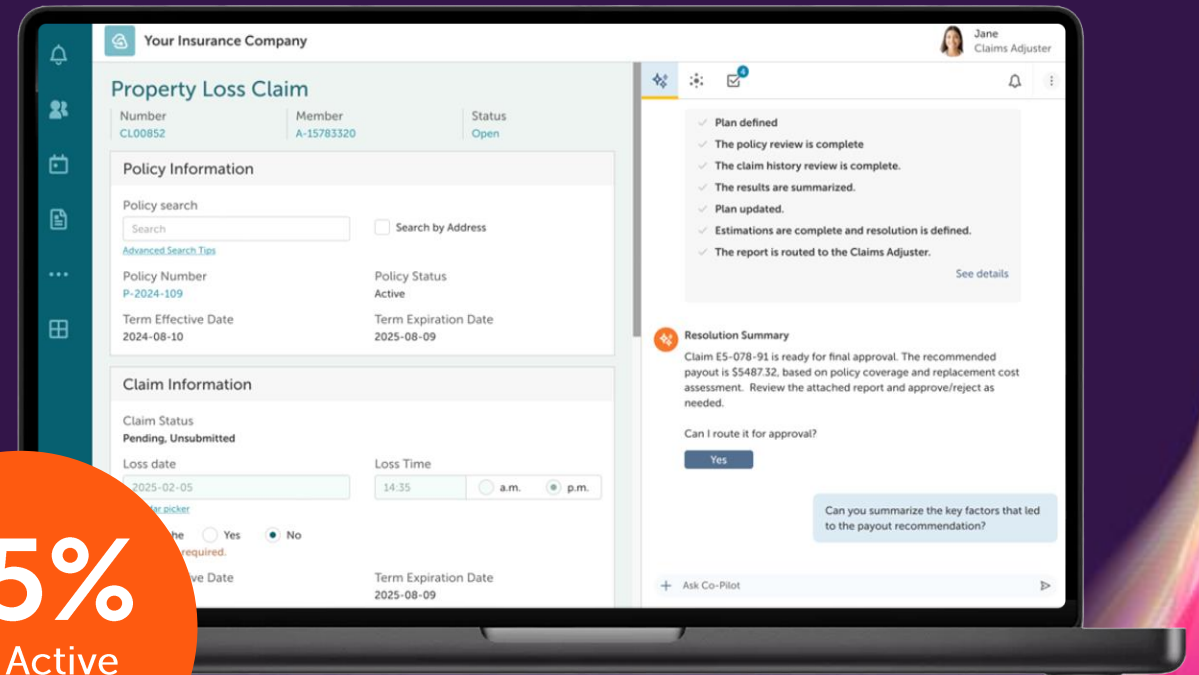 Your Insurance Company
Jane
Claims Adjuster
Property Loss Claim
Number
Member
Status
CL00852
A-15783320
Open
Policy Information
Policy search
Search
Search by Address
Advanced Search Tips
Policy Number
Policy Status
P-2024-109
Active
Term Effective Date
Term Expiration Date
2024-08-10
2025-08-09
Claim Information
Claim Status
Pending, Unsubmitted
Loss date
Loss Time
2025-02-05
14:35
a.m.
p.m.
picker
Yes
No
required.
Date
Term Expiration Date
2025-08-09
4
Plan defined
The policy review is complete
The claim history review is complete.
The results are summarized.
Plan updated.
Estimations are complete and resolution is defined.
The report is routed to the Claims Adjuster.
See details
Resolution Summary
Claim E5-078-91 is ready for final approval. The recommended
payout is $5487.32, based on policy coverage and replacement cost
assessment. Review the attached report and approve/reject as
needed.
Can I route it for approval?
Yes
Can you summarize the key factors that led
to the payout recommendation?
Ask Co-Pilot
5%
Active